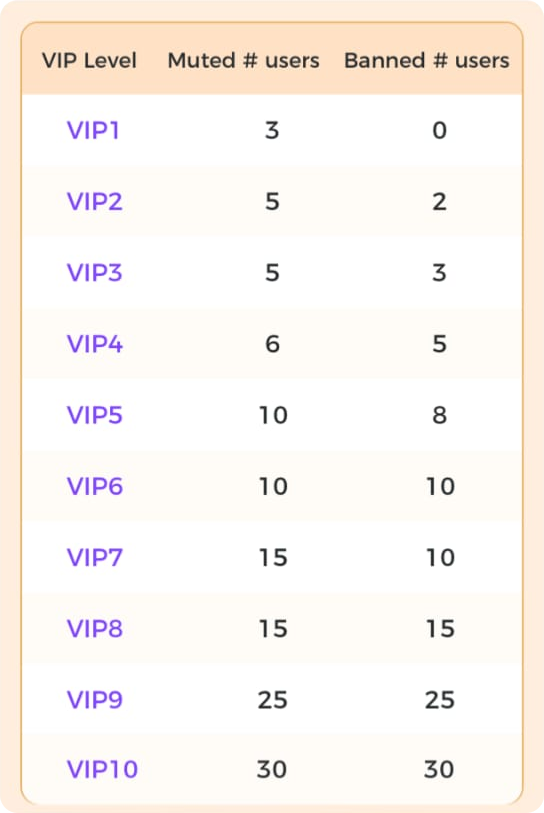 VIP Level Muted # users Banned # users
VIP1 3 0
VIP2 5 2
VIP3 5 3
VIP4 6 5
VIP5 10 8
VIP6 10 10
VIP7 15 10
VIP8 15 15
VIP9 25 25
VIP10 30 30